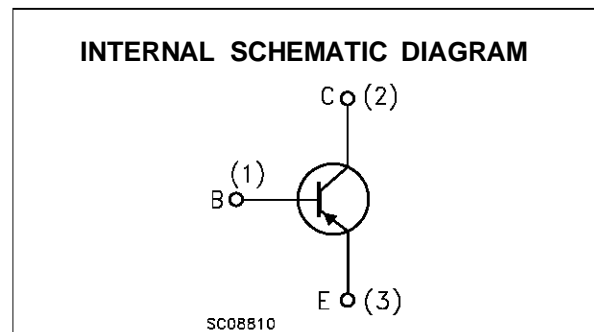 INTERNAL SCHEMATIC DIAGRAM
C (2)
(1)
B
E (3)
SC08810